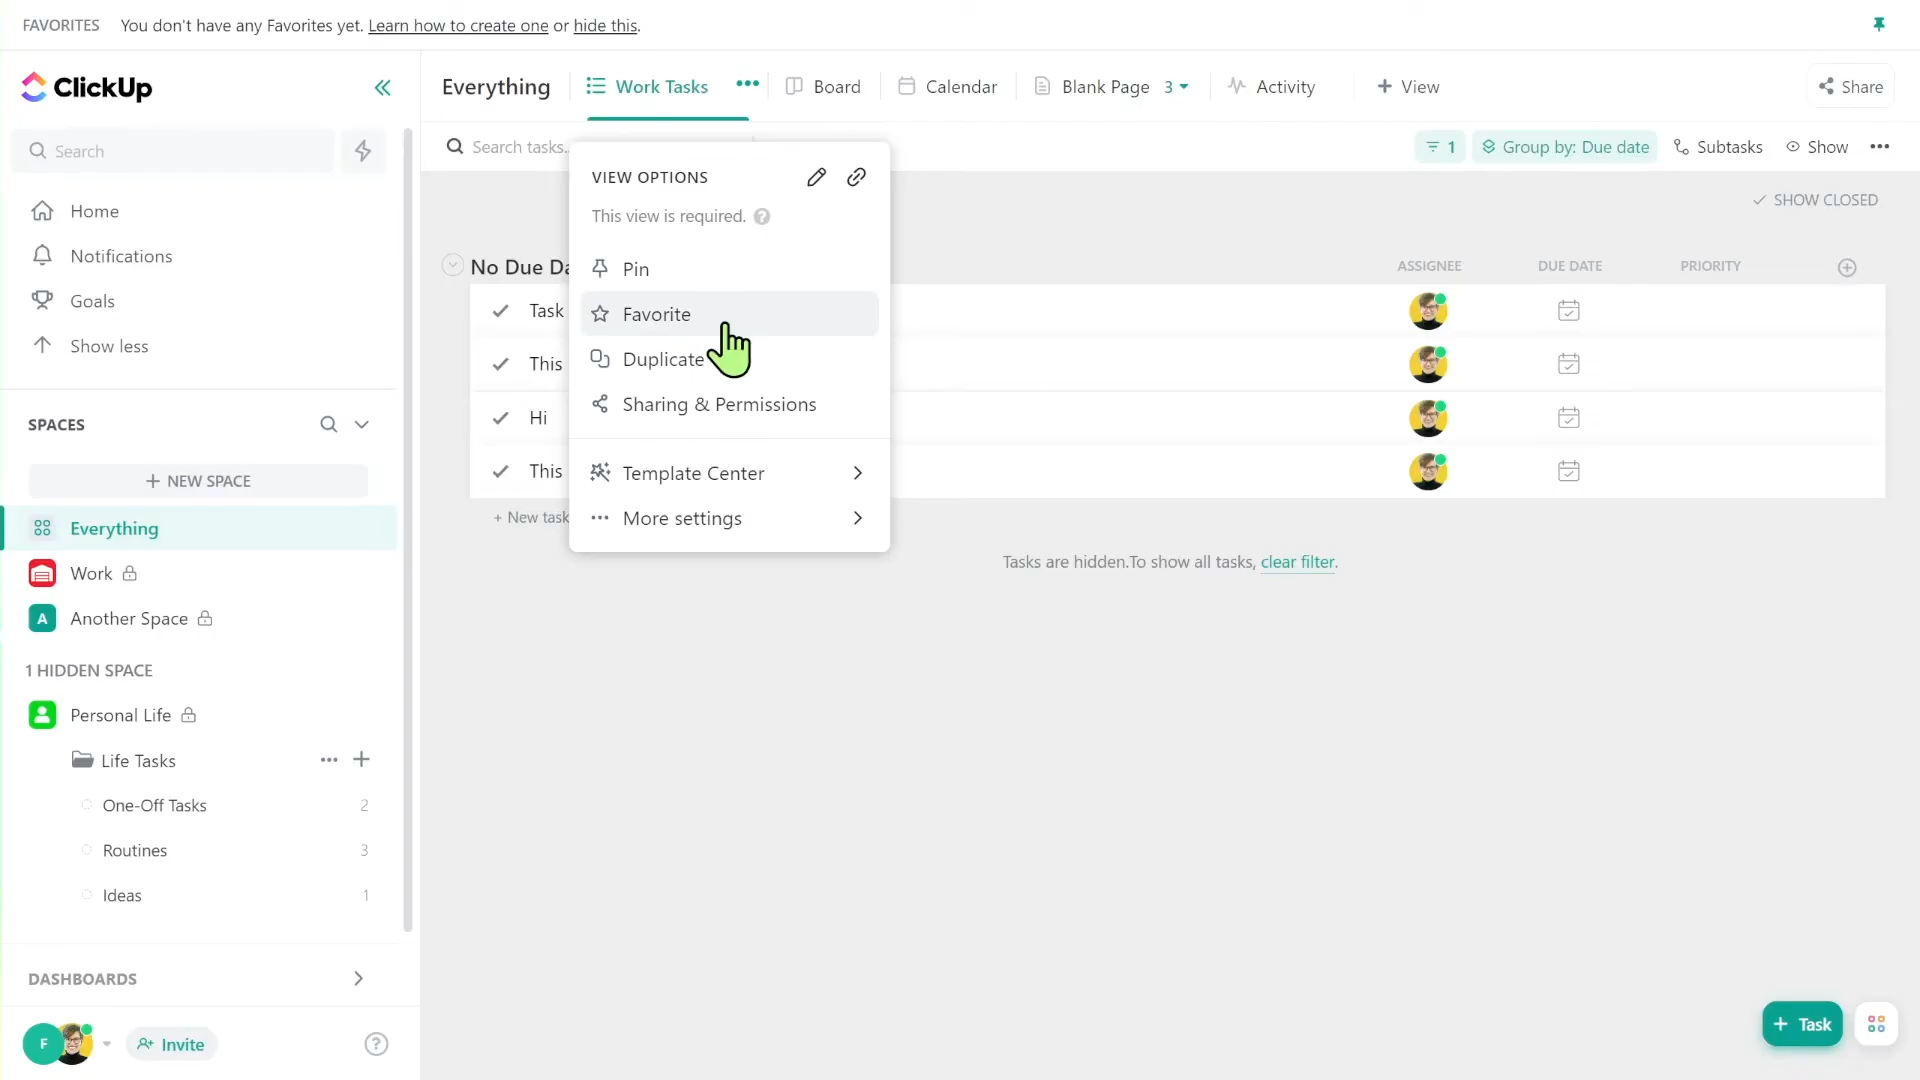 FAVORITES You don't have any Favorites yet. Learn how to create one or hide this.
ClickUp
Everything
Work Tasks
Board
Calendar
Blank Page 3
Activity
+ View
Share
Search
Search tasks...
1
Group by: Due date
Subtasks
Show
VIEW OPTIONS
This view is required. ?
Pin
Favorite
Duplicate
Sharing & Permissions
Template Center
More settings
SHOW CLOSED
No Due Da
ASSIGNEE DUE DATE PRIORITY
Task
This
Hi
This
+ New task
Tasks are hidden.To show all tasks, clear filter.
Home
Notifications
Goals
Show less
SPACES
+ NEW SPACE
Everything
Work
A Another Space
1 HIDDEN SPACE
Personal Life
Life Tasks
One-Off Tasks 2
Routines 3
Ideas 1
DASHBOARDS
F
Invite
?
+ Task